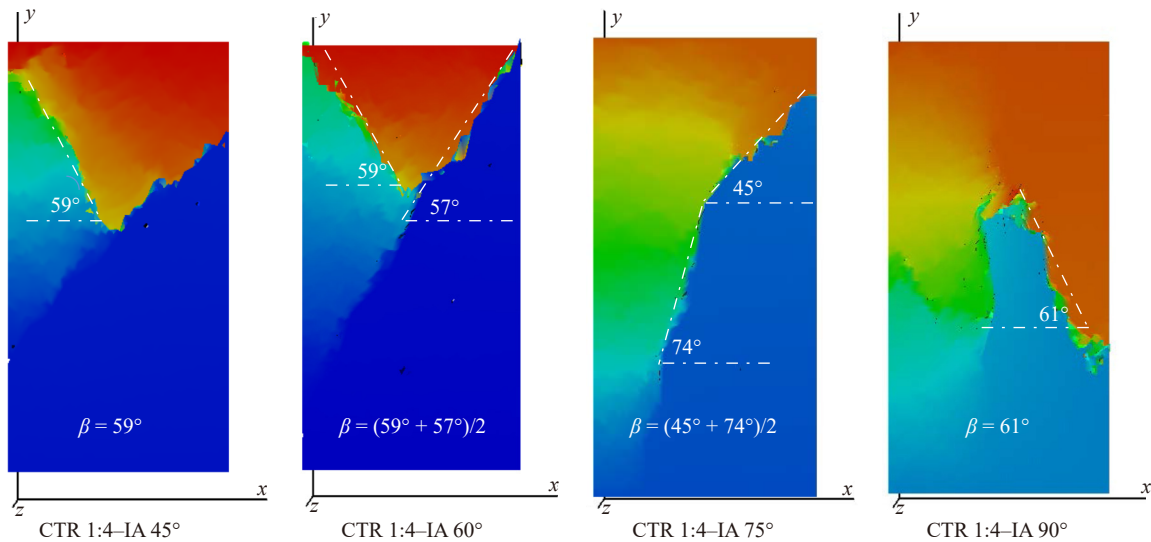 y
59°
β = 59°
x
z
CTR 1:4–IA 45°
y
59°
57°
β = (59° + 57°)/2
x
z
CTR 1:4–IA 60°
y
45°
74°
β = (45° + 74°)/2
x
z
CTR 1:4–IA 75°
y
61°
β = 61°
x
z
CTR 1:4–IA 90°